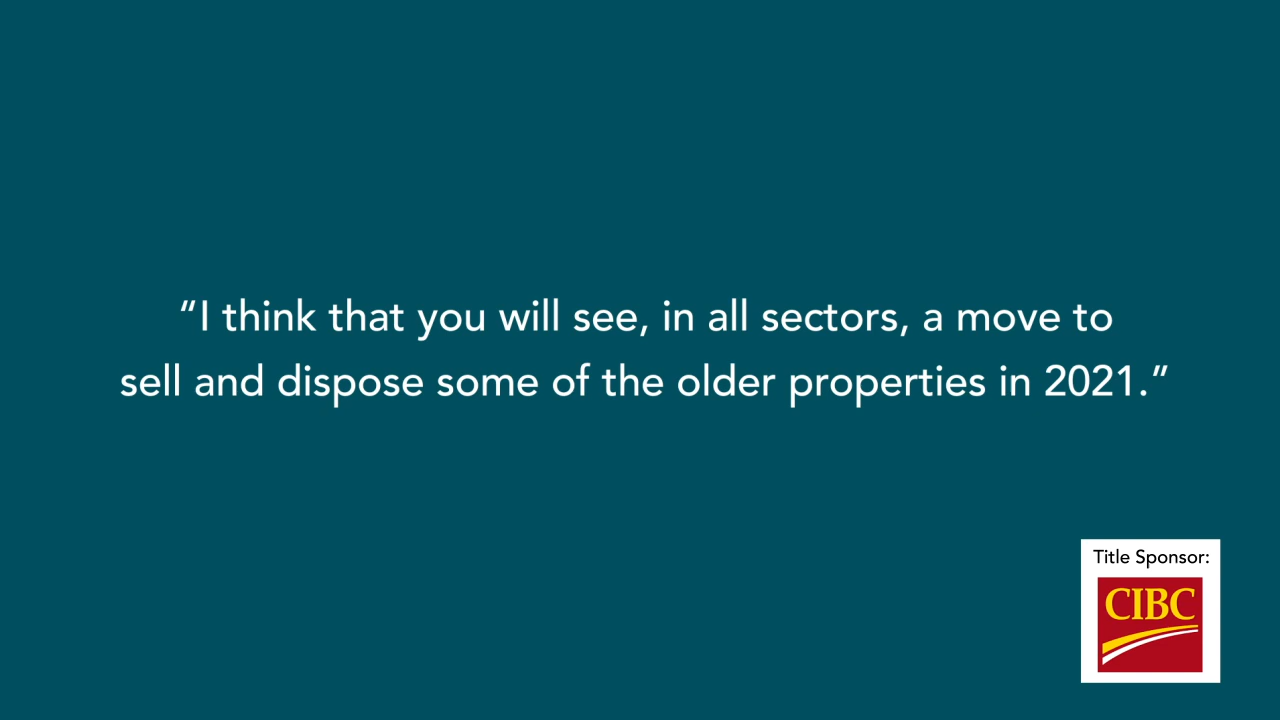 “I think that you will see, in all sectors, a move to
sell and dispose some of the older properties in 2021.”
Title Sponsor:
CIBC